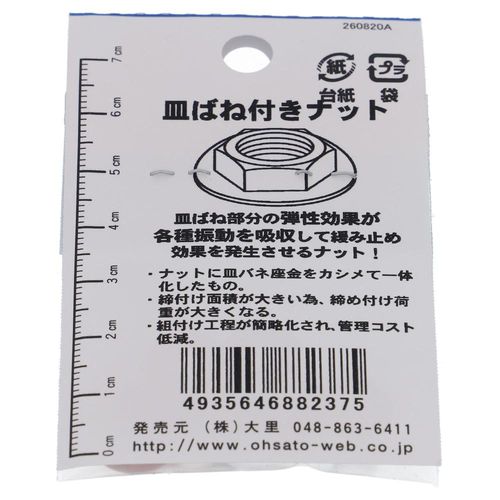 260820A
紙 プラ
台紙 袋
皿ばね付きナット
皿ばね部分の弾性効果が
各種振動を吸収して緩み止め
効果を発生させるナット！
・ナットに皿バネ座金をカシメて一体
化したもの。
・締付け面積が大きい為、締め付け荷
重が大きくなる。
・組付け工程が簡略化され、管理コスト
低減。
4935646882375
発売元 （株）大里 048-863-6411
http://www.ohsato-web.co.jp
7cm
6
5
4
3
2
1
0cm